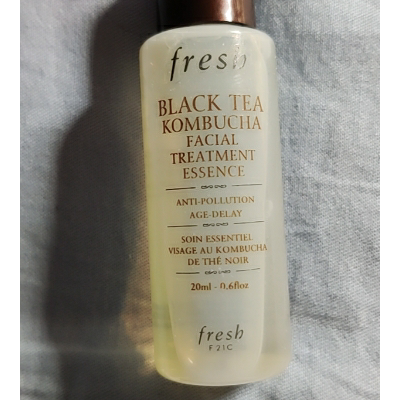 fresh
BLACK TEA
KOMBUCHA
FACIAL
TREATMENT
ESSENCE
ANTI-POLLUTION
AGE-DELAY
SOIN ESSENTIEL
VISAGE AU KOMBUCHA
DE THÉ NOIR
20ml - 0.6floz
fresh
F21C